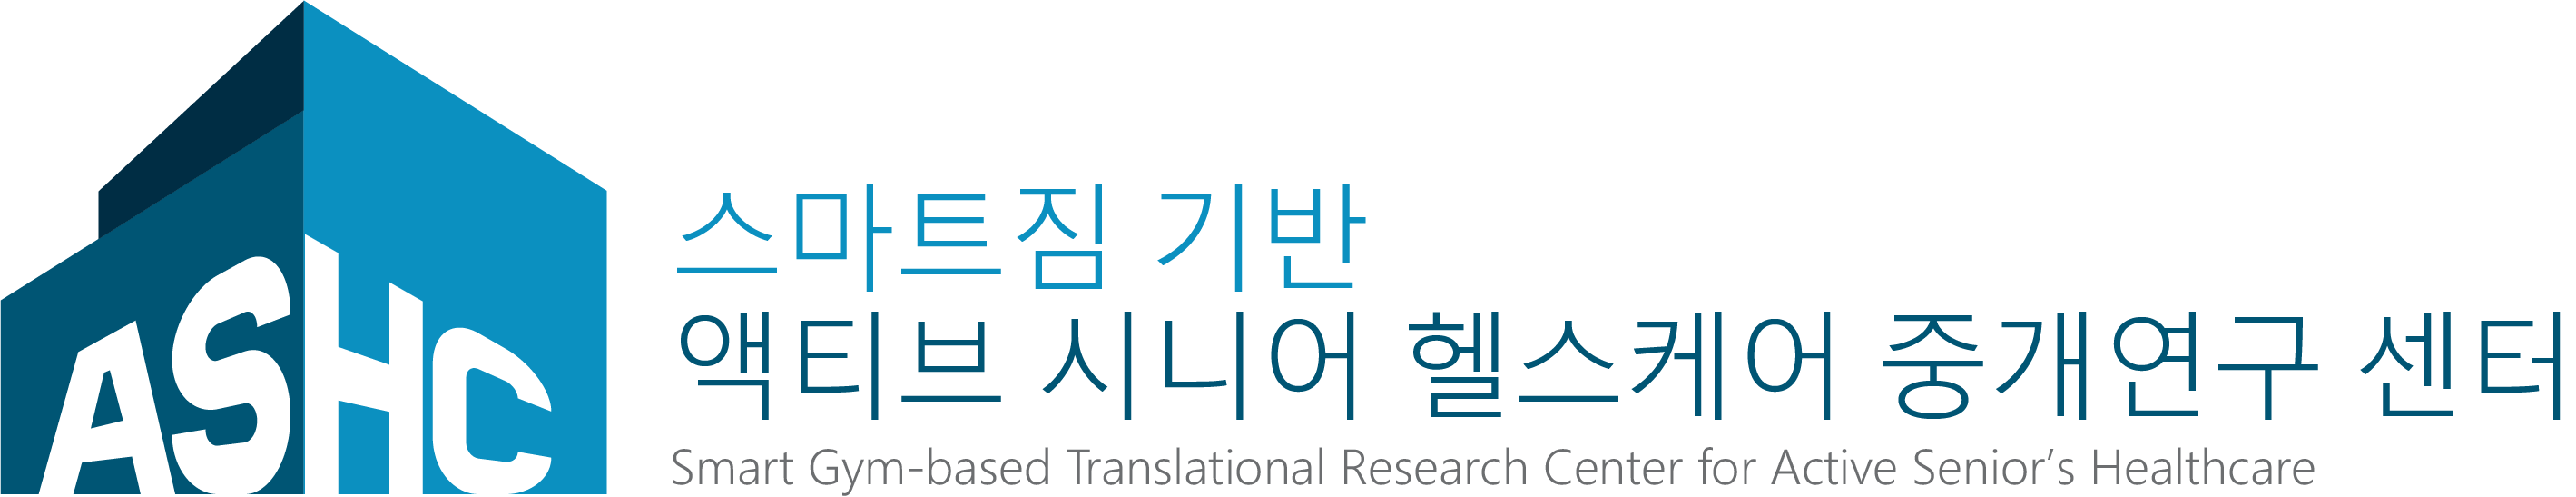 ASHC
스마트짐 기반
액티브 시니어 헬스케어 중개연구 센터
Smart Gym-based Translational Research Center for Active Senior’s Healthcare